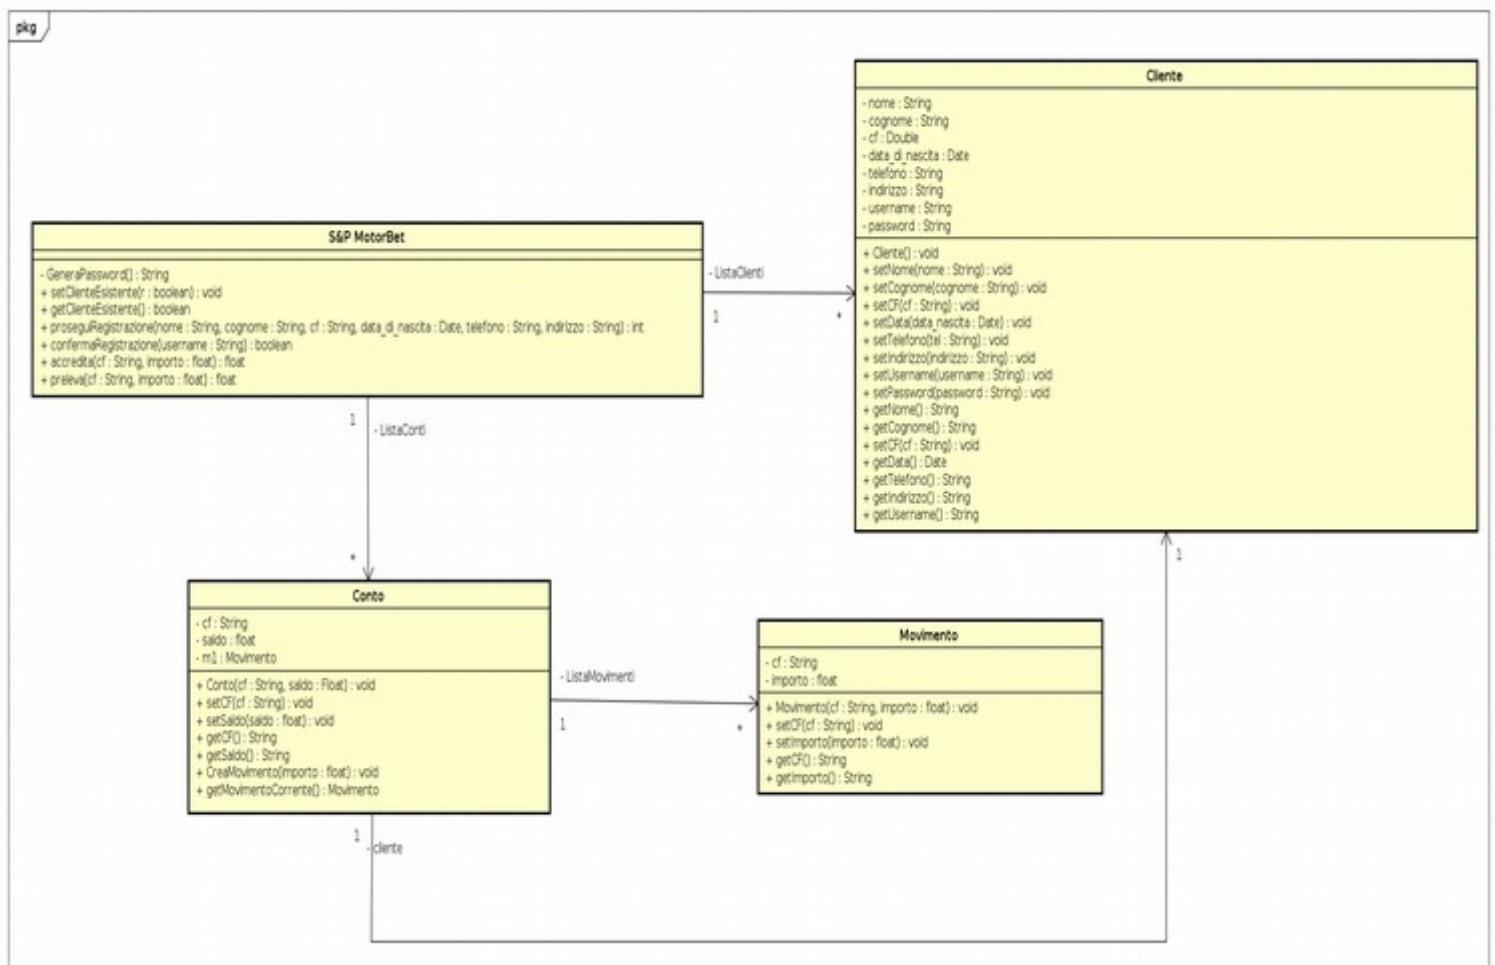 pkg
Cliente
- nome : String
- cognome : String
- cf : Double
- data_di_nascita : Date
- telefono : String
- indirizzo : String
- username : String
- password : String
+ Cliente() : void
+ setNome(nome : String) : void
+ setCognome(cognome : String) : void
+ setCF(cf : String) : void
+ setData(data_nascita : Date) : void
+ setTelefono(tel : String) : void
+ setIndirizzo(indirizzo : String) : void
+ setUsername(username : String) : void
+ setPassword(password : String) : void
+ getNome() : String
+ getCognome() : String
+ setCF(cf : String) : void
+ getData() : Date
+ getTelefono() : String
+ getIndirizzo() : String
+ getUsername() : String
S&P MotorBet
- GeneraPassword() : String
+ setClienteEsistente(r : boolean) : void
+ getClienteEsistente() : boolean
+ proseguiRegistrazione(nome : String, cognome : String, cf : String, data_di_nascita : Date, telefono : String, indirizzo : String) : int
+ confermaRegistrazione(username : String) : boolean
+ accredita(cf : String, importo : float) : float
+ preleva(cf : String, importo : float) : float
- ListaClienti
1
*
1
- ListaConti
*
1
Conto
- cf : String
- saldo : float
- m1 : Movimento
+ Conto(cf : String, saldo : Float) : void
+ setCF(cf : String) : void
+ setSaldo(saldo : float) : void
+ getCF() : String
+ getSaldo() : String
+ CreaMovimento(importo : float) : void
+ getMovimentoCorrente() : Movimento
- ListaMovimenti
1
*
Movimento
- cf : String
- importo : float
+ Movimento(cf : String, importo : float) : void
+ setCF(cf : String) : void
+ setImporto(importo : float) : void
+ getCF() : String
+ getImporto() : String
1
- cliente